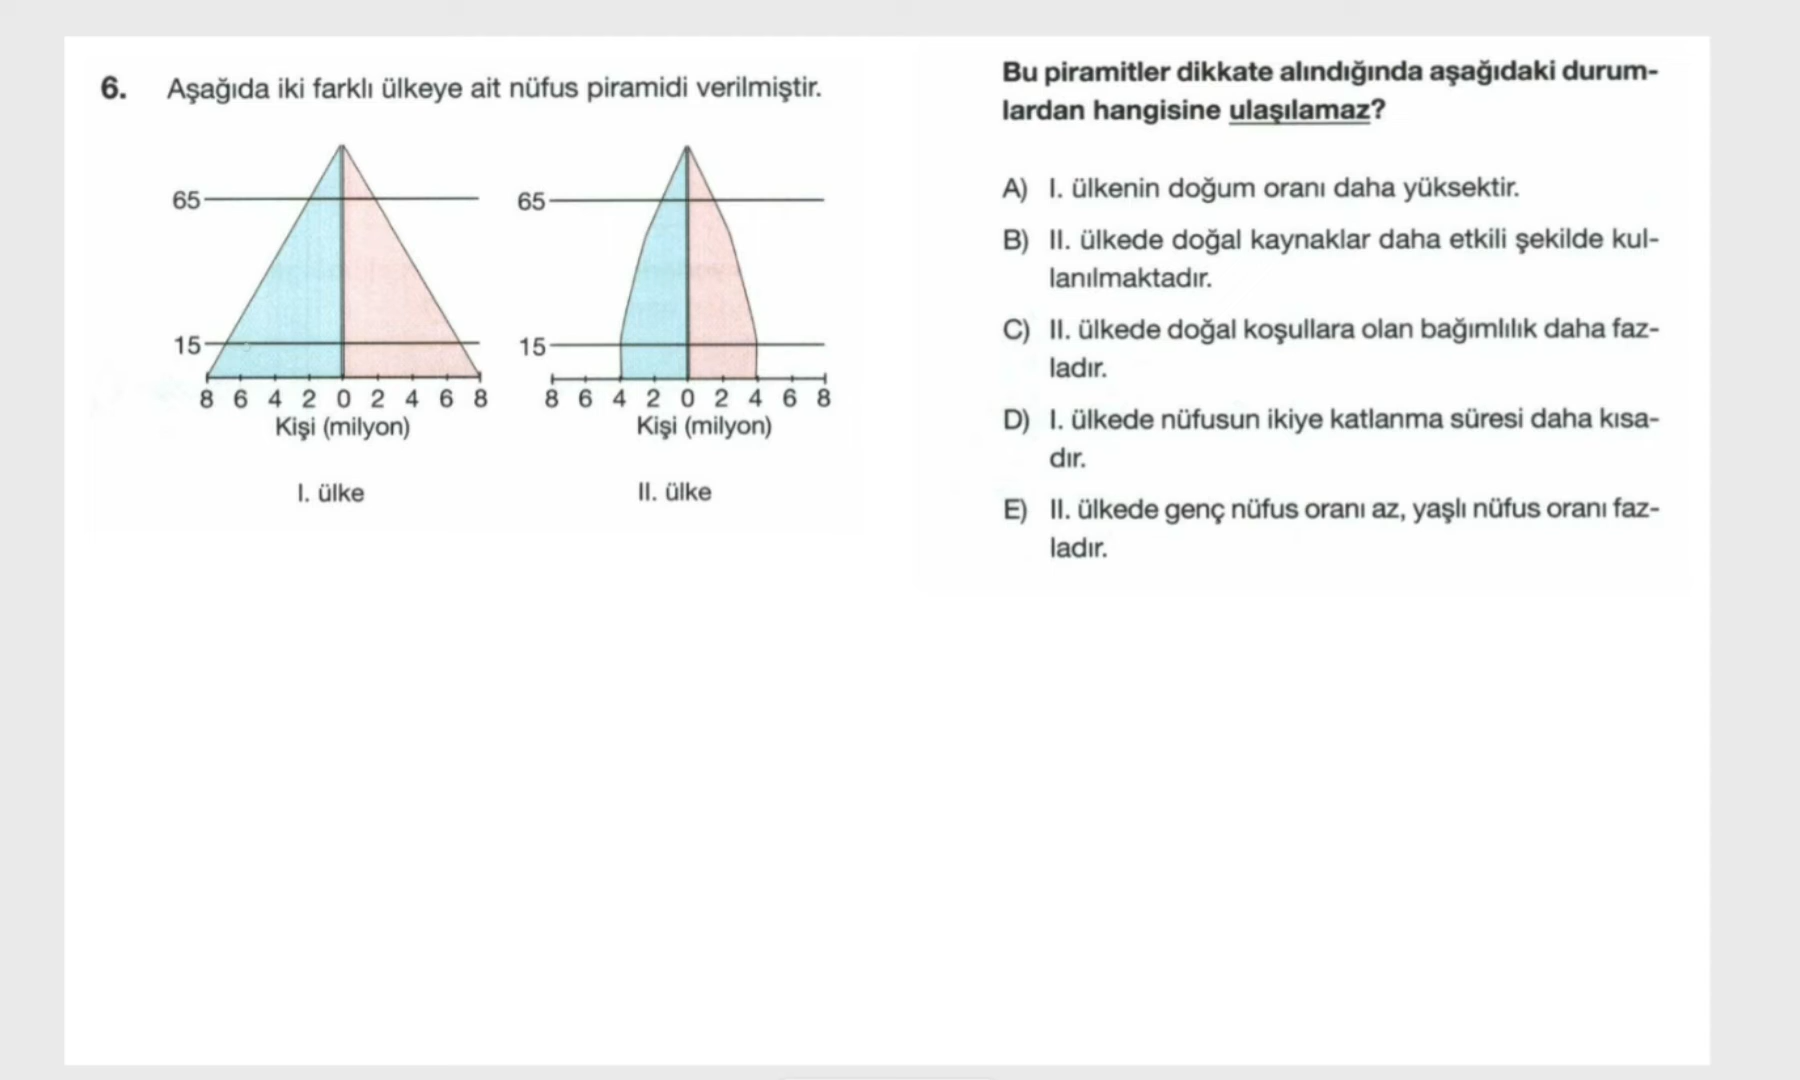 6. Aşağıda iki farklı ülkeye ait nüfus piramidi verilmiştir.
65
15
8 6 4 2 0 2 4 6 8
Kişi (milyon)
I. ülke
65
15
8 6 4 2 0 2 4 6 8
Kişi (milyon)
II. ülke
Bu piramitler dikkate alındığında aşağıdaki durum-
lardan hangisine ulaşılamaz?
A) I. ülkenin doğum oranı daha yüksektir.
B) II. ülkede doğal kaynaklar daha etkili şekilde kul-
lanılmaktadır.
C) II. ülkede doğal koşullara olan bağımlılık daha faz-
ladır.
D) I. ülkede nüfusun ikiye katlanma süresi daha kısa-
dır.
E) II. ülkede genç nüfus oranı az, yaşlı nüfus oranı faz-
ladır.